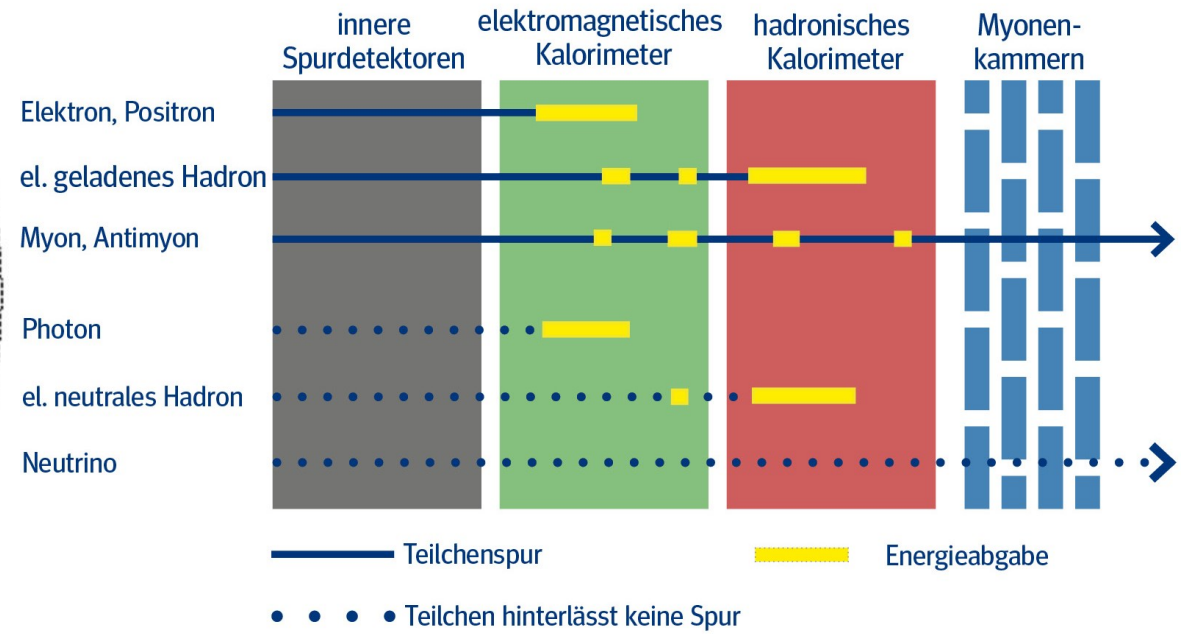 innere
Spurdetektoren
elektromagnetisches
Kalorimeter
hadronisches
Kalorimeter
Myonen-
kammern
Elektron, Positron
el. geladenes Hadron
Myon, Antimyon
Photon
el. neutrales Hadron
Neutrino
Teilchenspur
Energieabgabe
Teilchen hinterlässt keine Spur